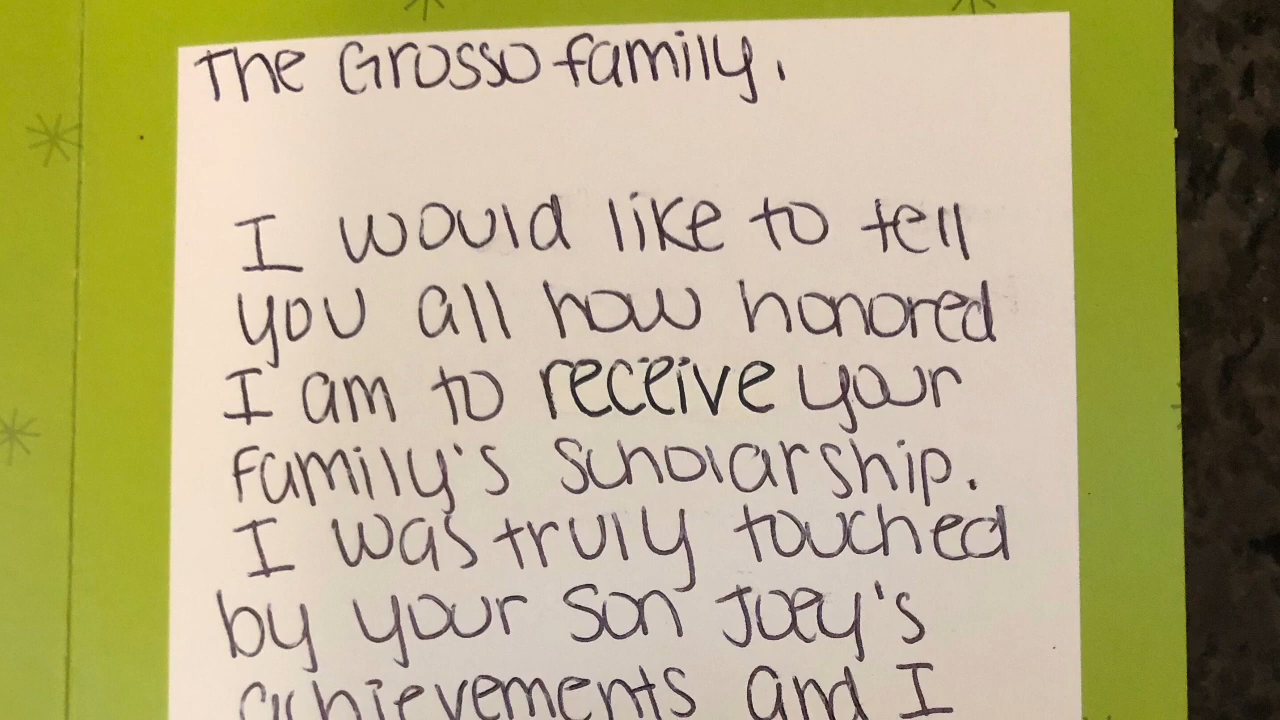 The Grosso family,
I would like to tell
you all how honored
I am to receive your
family's scholarship.
I was truly touched
by your son Joey's
achievements and I